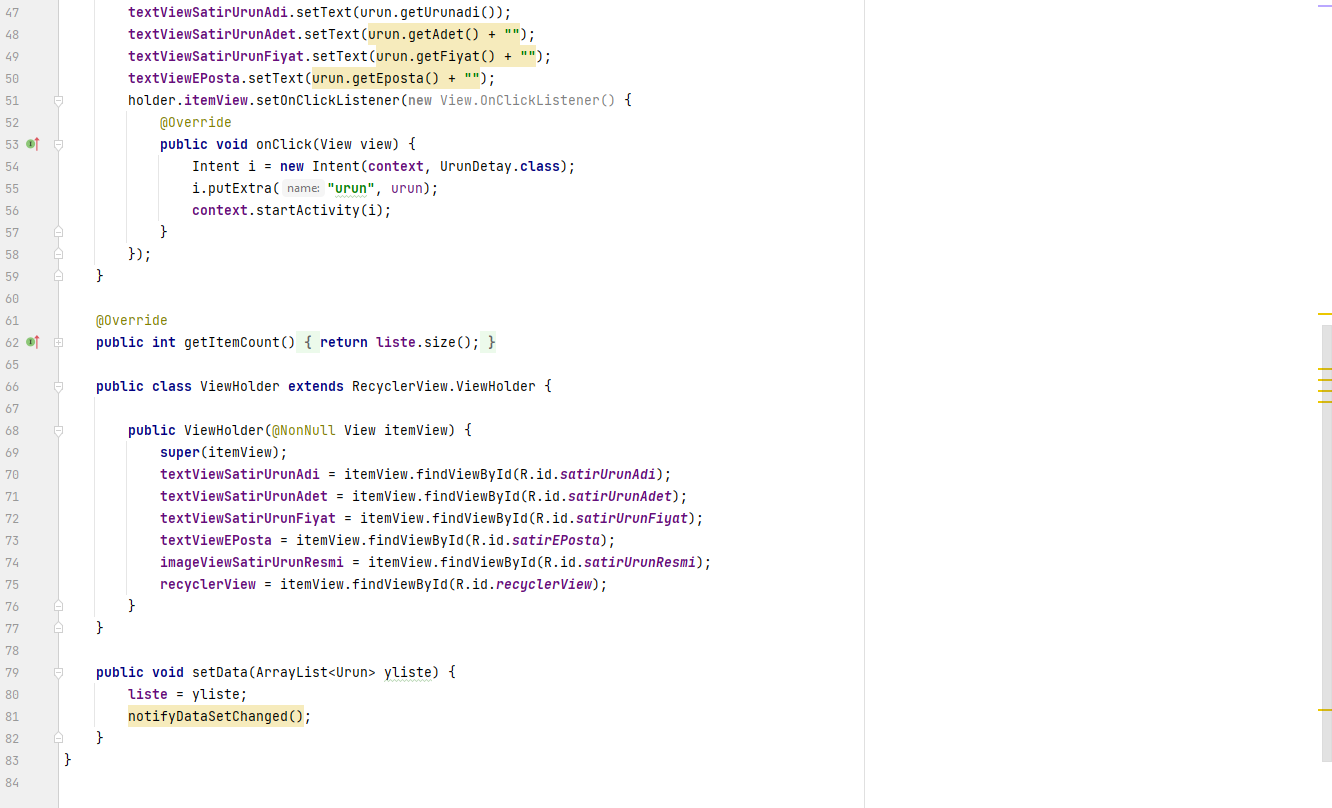 47 textViewSatirUrunAdi.setText(urun.getUrunadi());
48 textViewSatirUrunAdet.setText(urun.getAdet() + "");
49 textViewSatirUrunFiyat.setText(urun.getFiyat() + "");
50 textViewEPosta.setText(urun.getEposta() + "");
51 holder.itemView.setOnClickListener(new View.OnClickListener() {
52 @Override
53 public void onClick(View view) {
54 Intent i = new Intent(context, UrunDetay.class);
55 i.putExtra( name: "urun", urun);
56 context.startActivity(i);
57 }
58 });
59 }
60
61 @Override
62 public int getItemCount() { return liste.size(); }
65
66 public class ViewHolder extends RecyclerView.ViewHolder {
67
68 public ViewHolder(@NonNull View itemView) {
69 super(itemView);
70 textViewSatirUrunAdi = itemView.findViewById(R.id.satirUrunAdi);
71 textViewSatirUrunAdet = itemView.findViewById(R.id.satirUrunAdet);
72 textViewSatirUrunFiyat = itemView.findViewById(R.id.satirUrunFiyat);
73 textViewEPosta = itemView.findViewById(R.id.satirEPosta);
74 imageViewSatirUrunResmi = itemView.findViewById(R.id.satirUrunResmi);
75 recyclerView = itemView.findViewById(R.id.recyclerView);
76 }
77 }
78
79 public void setData(ArrayList<Urun> yliste) {
80 liste = yliste;
81 notifyDataSetChanged();
82 }
83 }
84